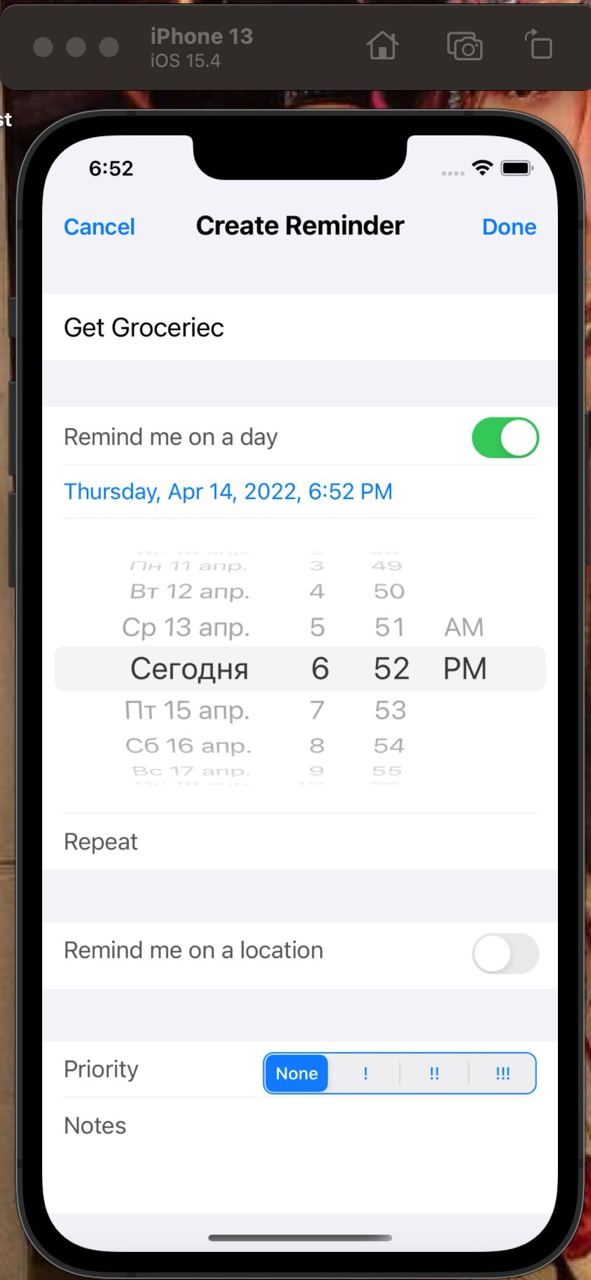 iPhone 13
iOS 15.4
st
6:52
Cancel Create Reminder Done
Get Groceriec
Remind me on a day
Thursday, Apr 14, 2022, 6:52 PM
Пн 11 апр. 3 49
Вт 12 апр. 4 50
Ср 13 апр. 5 51 AM
Сегодня 6 52 PM
Пт 15 апр. 7 53
Сб 16 апр. 8 54
Вс 17 апр. 9 55
Repeat
Remind me on a location
Priority None ! !! !!!
Notes